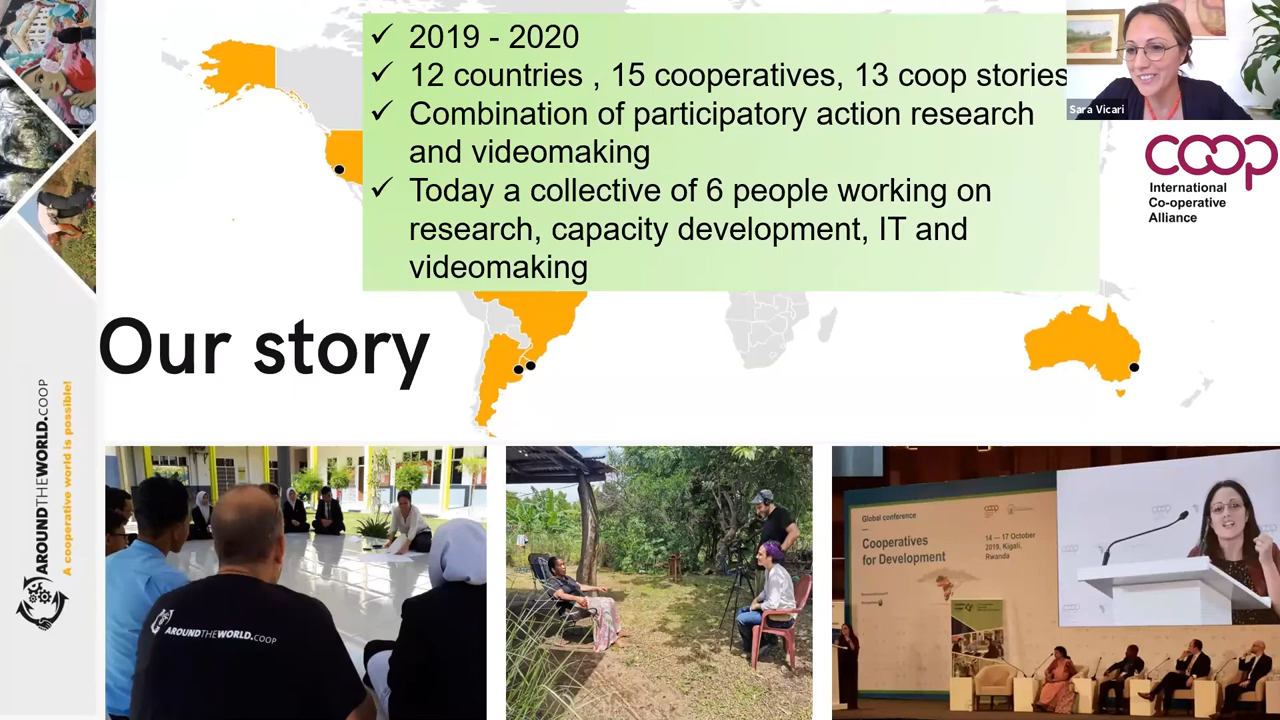 ✓ 2019 - 2020
✓ 12 countries , 15 cooperatives, 13 coop stories
✓ Combination of participatory action research
and videomaking
✓ Today a collective of 6 people working on
research, capacity development, IT and
videomaking
Sara Vicari
coop
International
Co-operative
Alliance
Our story
AROUNDTHEWORLD.COOP
A cooperative world is possible!
AROUNDTHEWORLD.COOP
Global conference
Cooperatives
for Development
coop
14 — 17 October
2019, Kigali,
Rwanda